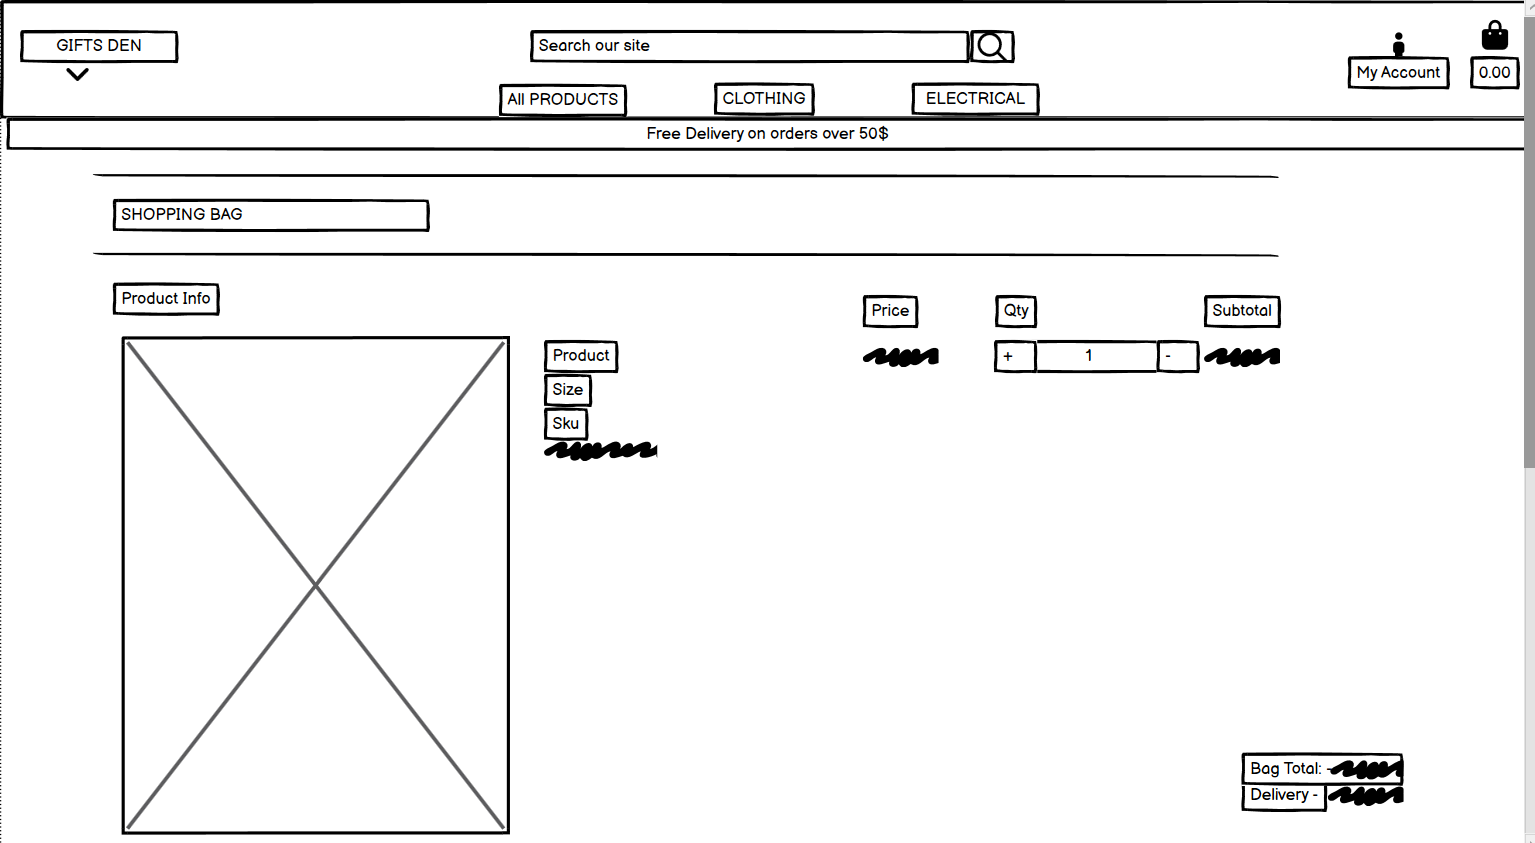 GIFTS DEN
Search our site
My Account
0.00
All PRODUCTS
CLOTHING
ELECTRICAL
Free Delivery on orders over 50$
SHOPPING BAG
Product Info
Price
Qty
Subtotal
Product
+ 1 -
Size
Sku
Bag Total: -
Delivery -